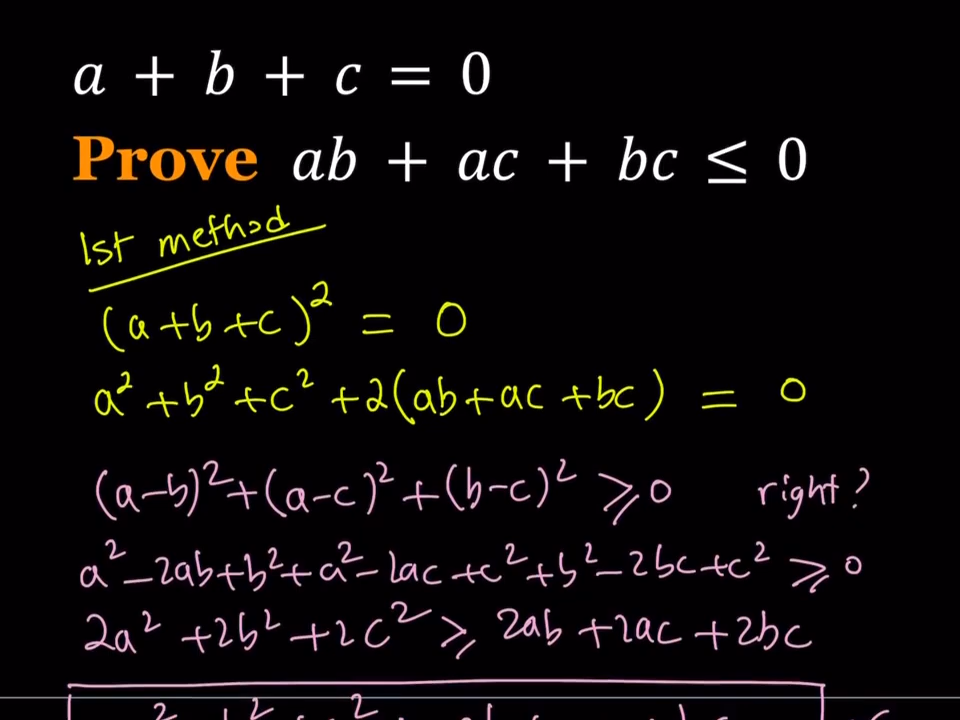 a + b + c = 0
Prove ab + ac + bc ≤ 0
1st method
(a+b+c)² = 0
a² + b² + c² + 2(ab+ac+bc) = 0
(a-b)² + (a-c)² + (b-c)² ≥ 0 right?
a² - 2ab + b² + a² - 2ac + c² + b² - 2bc + c² ≥ 0
2a² + 2b² + 2c² ≥ 2ab + 2ac + 2bc